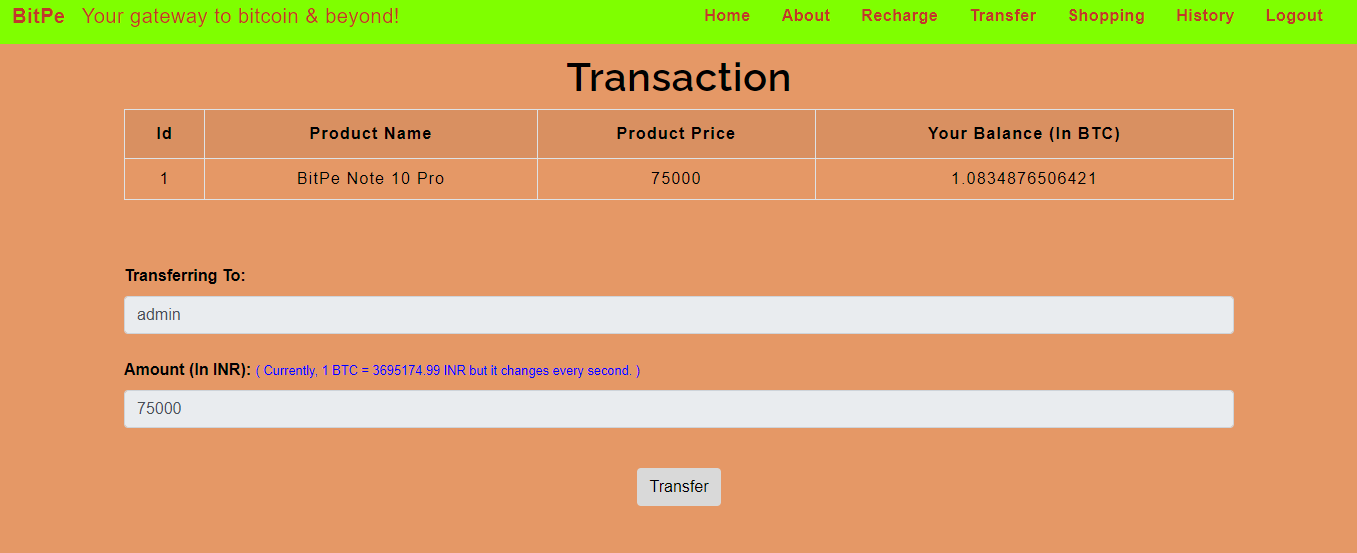 BitPe Your gateway to bitcoin & beyond! Home About Recharge Transfer Shopping History Logout
Transaction
Id Product Name Product Price Your Balance (In BTC)
1 BitPe Note 10 Pro 75000 1.0834876506421
Transferring To:
admin
Amount (In INR): ( Currently, 1 BTC = 3695174.99 INR but it changes every second. )
75000
Transfer